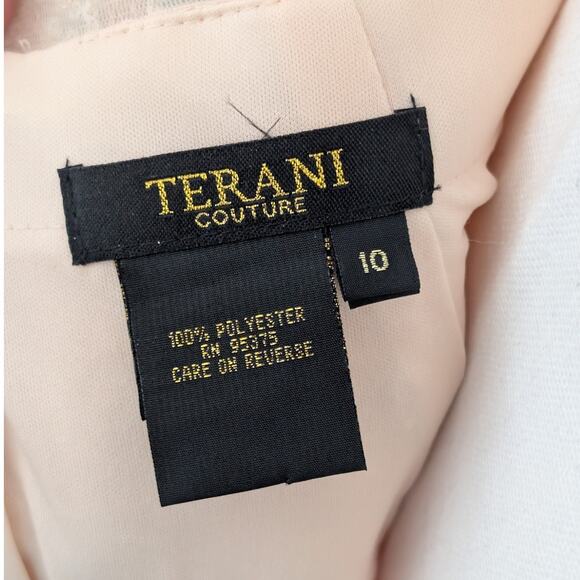 TERANI
COUTURE
10
100% POLYESTER
RN 95375
CARE ON REVERSE